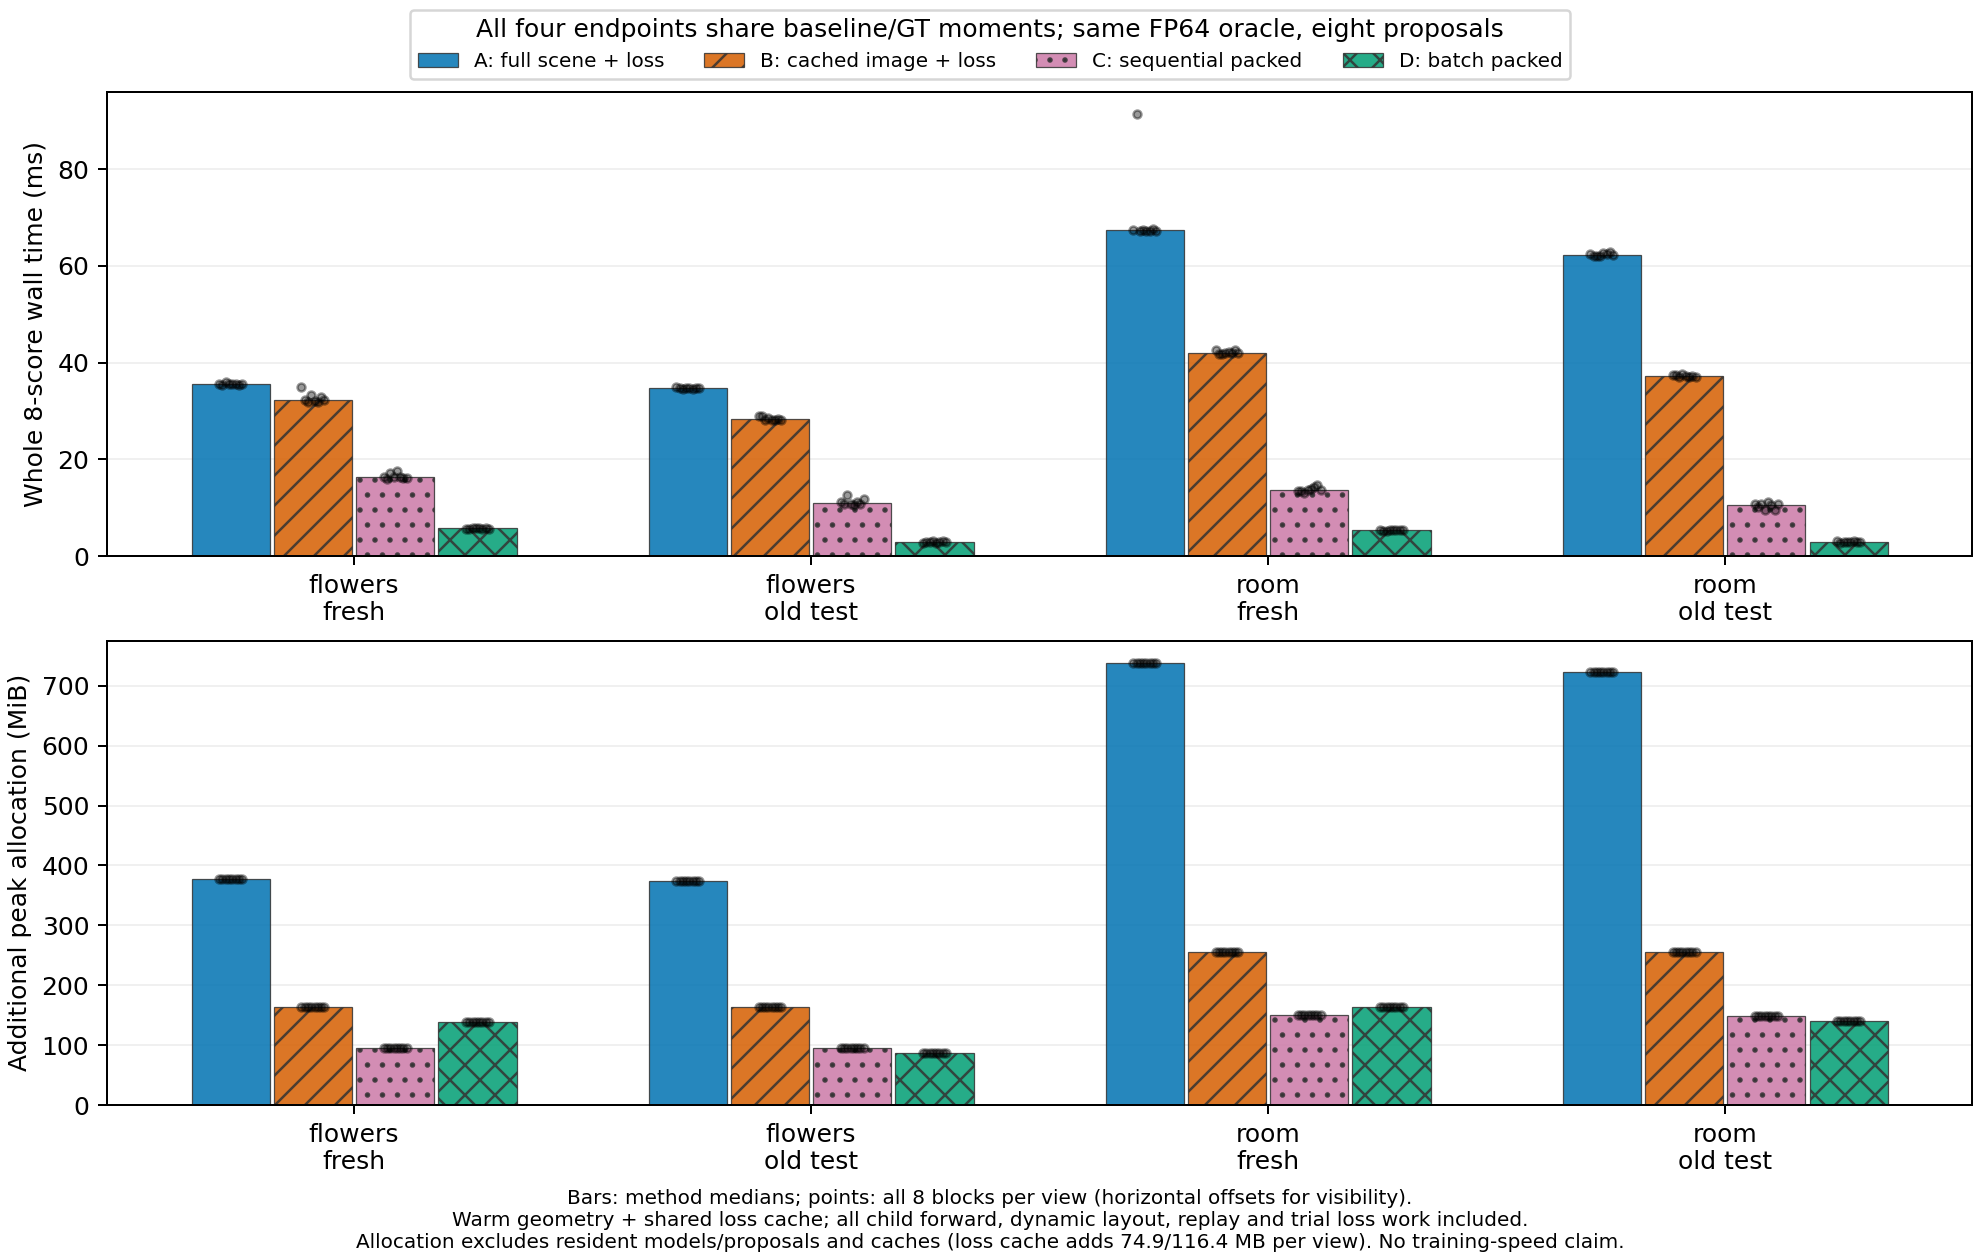 All four endpoints share baseline/GT moments; same FP64 oracle, eight proposals
A: full scene + loss
B: cached image + loss
C: sequential packed
D: batch packed
Whole 8-score wall time (ms)
80
60
40
20
0
flowers
fresh
flowers
old test
room
fresh
room
old test
Additional peak allocation (MiB)
700
600
500
400
300
200
100
0
flowers
fresh
flowers
old test
room
fresh
room
old test
Bars: method medians; points: all 8 blocks per view (horizontal offsets for visibility).
Warm geometry + shared loss cache; all child forward, dynamic layout, replay and trial loss work included.
Allocation excludes resident models/proposals and caches (loss cache adds 74.9/116.4 MB per view). No training-speed claim.